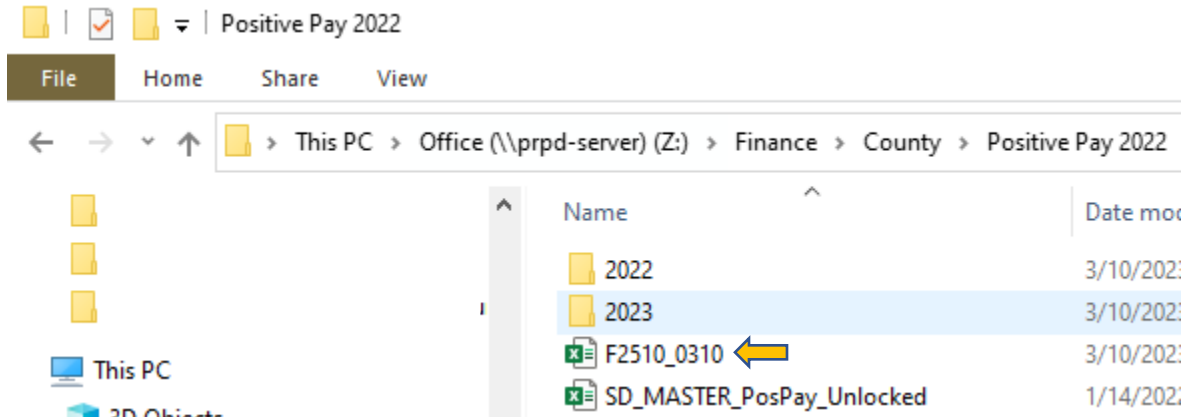 Positive Pay 2022
File Home Share View
This PC > Office (\\prpd-server) (Z:) > Finance > County > Positive Pay 2022
Name Date mod
2022 3/10/2023
2023 3/10/2023
F2510_0310 3/10/2023
This PC
SD_MASTER_PosPay_Unlocked 1/14/2022
3D Objects